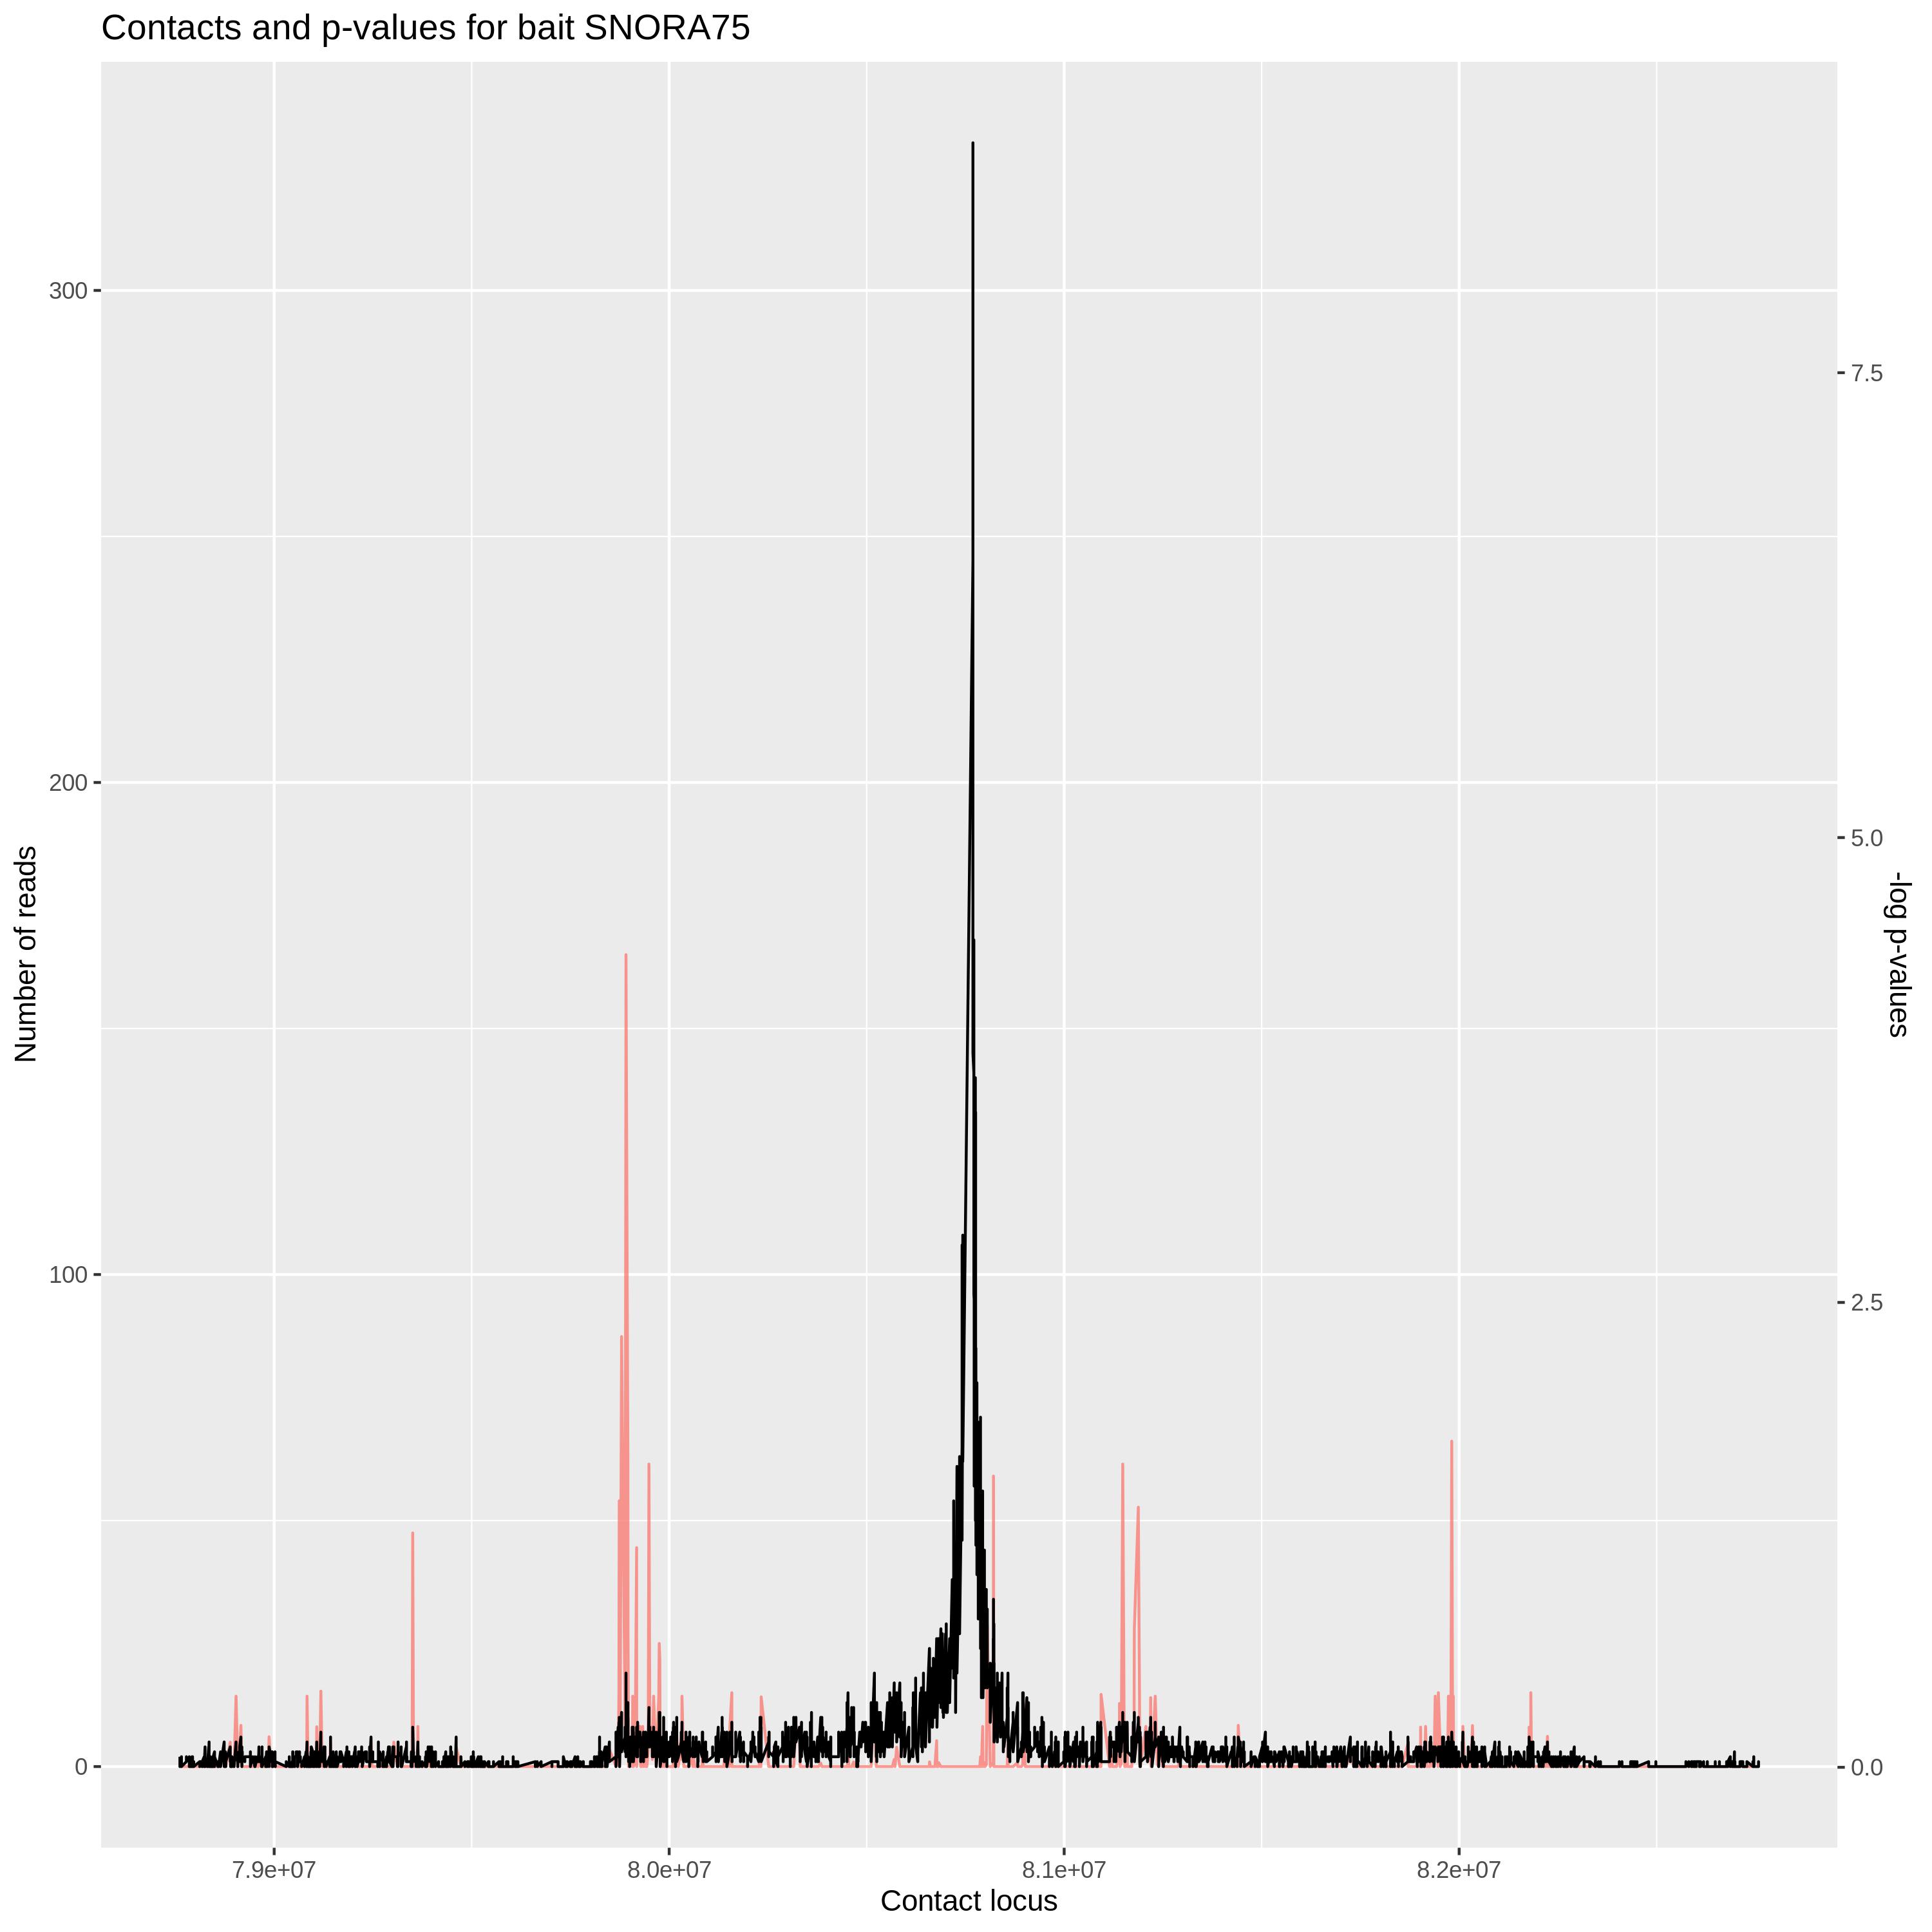 Contacts and p-values for bait SNORA75
300
200
100
0
Number of reads
7.5
5.0
2.5
0.0
-log p-values
7.9e+07
8.0e+07
8.1e+07
8.2e+07
Contact locus